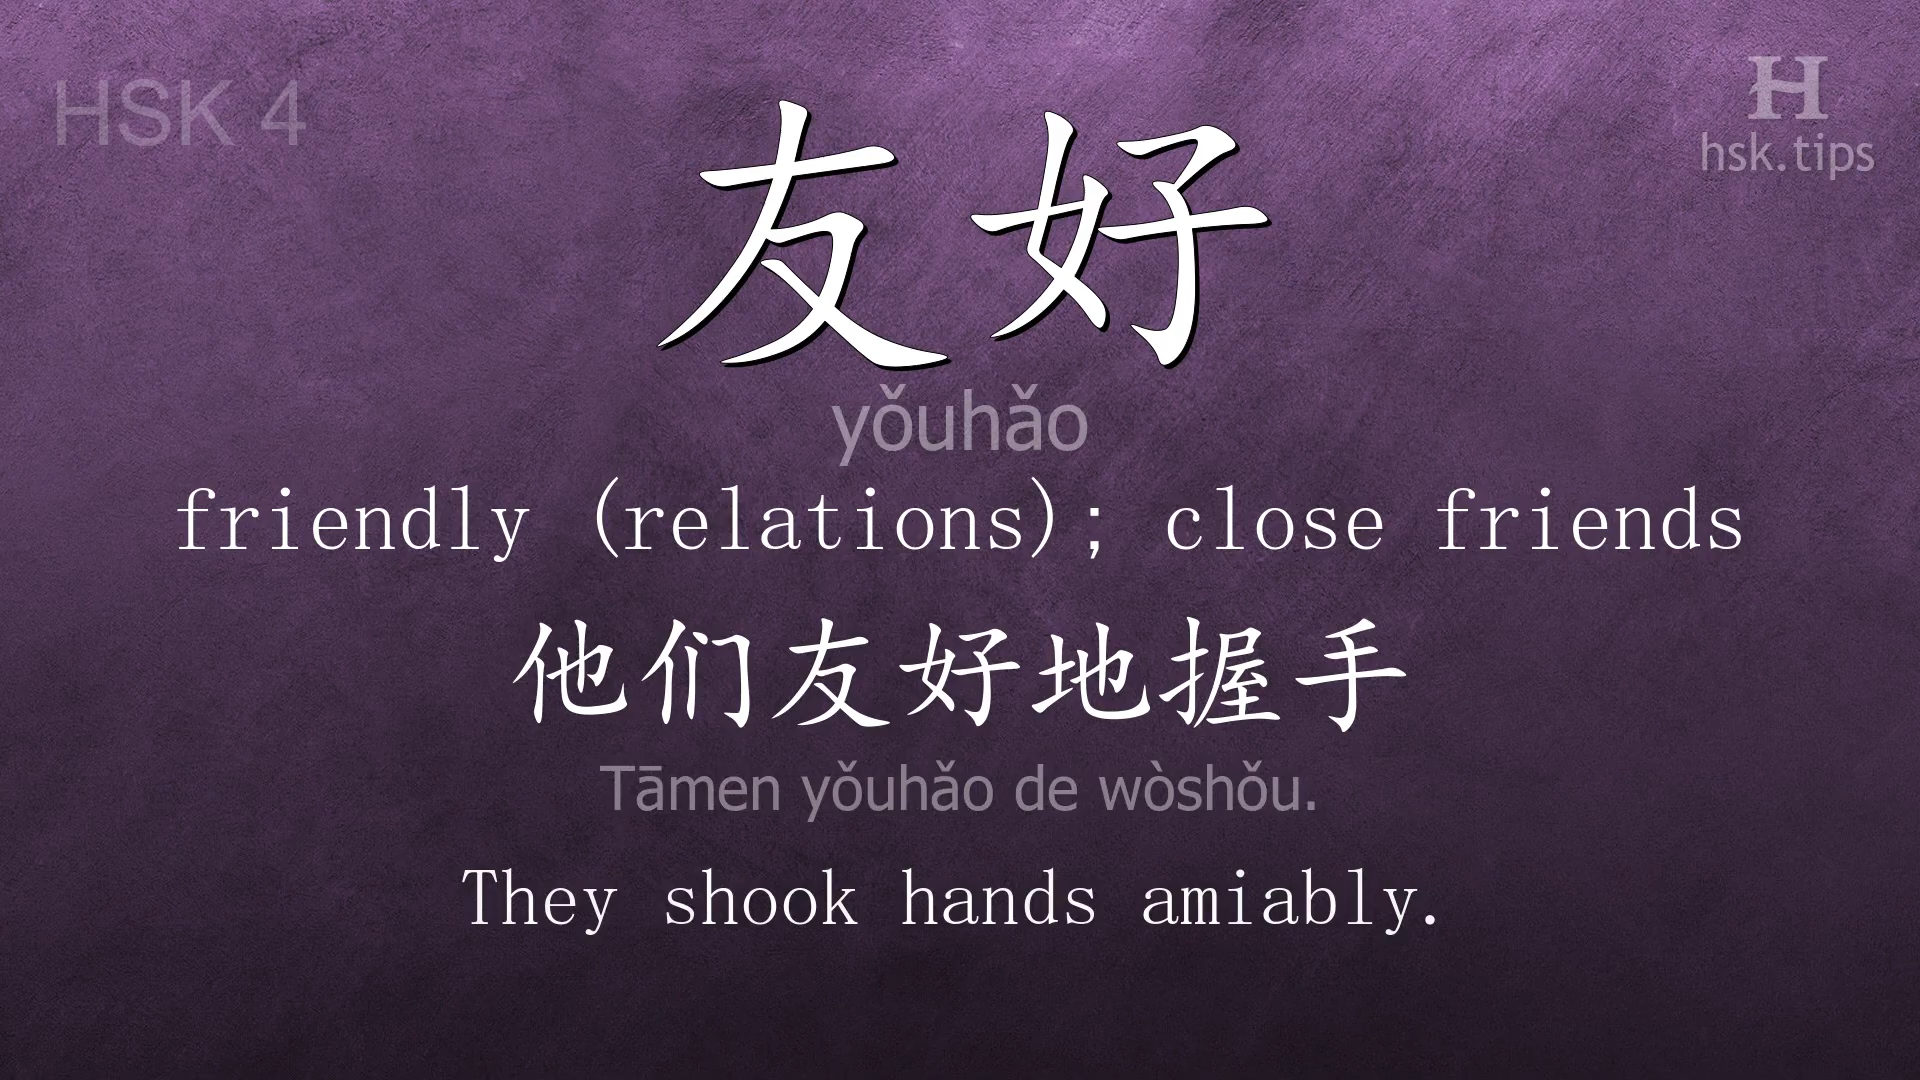 HSK 4
H
hsk.tips
友好
yǒuhǎo
friendly (relations); close friends
他们友好地握手
Tāmen yǒuhǎo de wòshǒu.
They shook hands amiably.